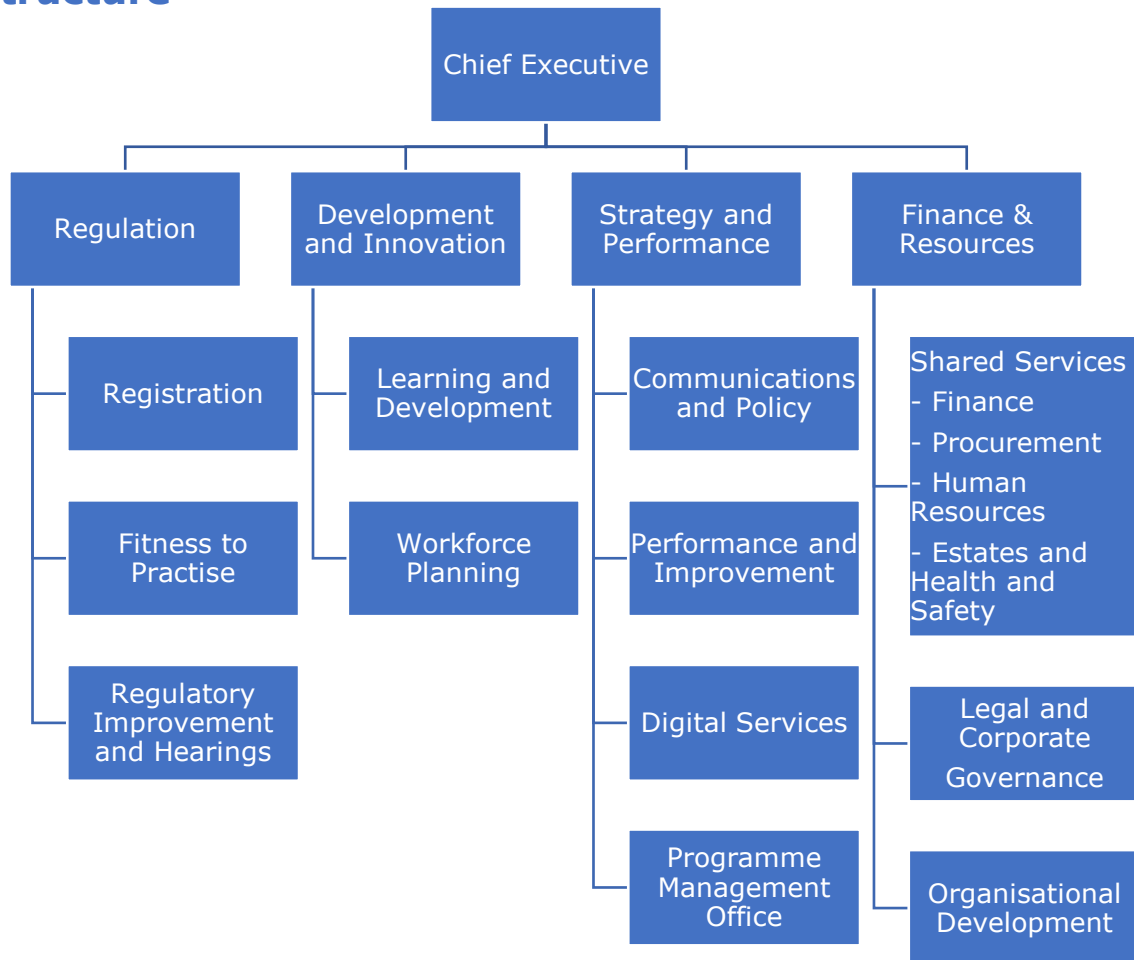 Chief Executive
Regulation
Development
and Innovation
Strategy and
Performance
Finance &
Resources
Registration
Fitness to
Practise
Regulatory
Improvement
and Hearings
Learning and
Development
Workforce
Planning
Communications
and Policy
Performance and
Improvement
Digital Services
Programme
Management
Office
Shared Services
- Finance
- Procurement
- Human
Resources
- Estates and
Health and
Safety
Legal and
Corporate
Governance
Organisational
Development